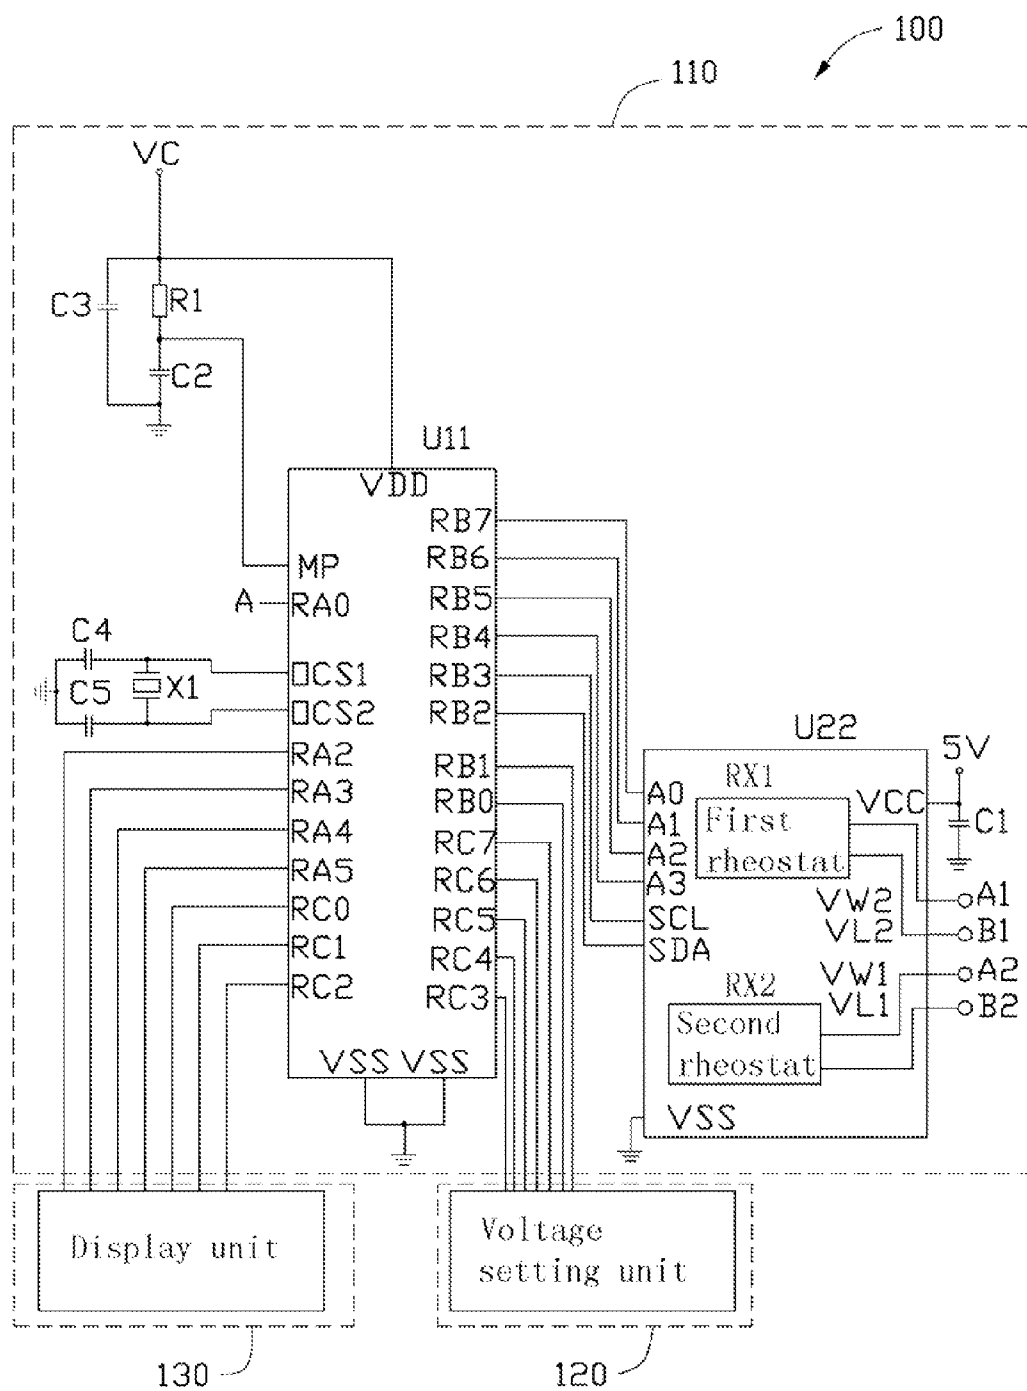 100
110
VC
C3
R1
C2
U11
VDD
RB7
RB6
MP
RB5
A
RA0
RB4
C4
RB3
OCS1
C5
X1
OCS2
RB2
U22
RA2
5V
RB1
RX1
RA3
RB0
A0
VCC
First
C1
RA4
RC7
A1
rheostat
A2
RA5
RC6
A3
VW2
A1
RC0
RC5
SCL
VL2
B1
RC1
RC4
SDA
VW1
A2
RC2
RC3
RX2
VL1
B2
Second
rheostat
VSS VSS
VSS
Display unit
Voltage
setting unit
130
120